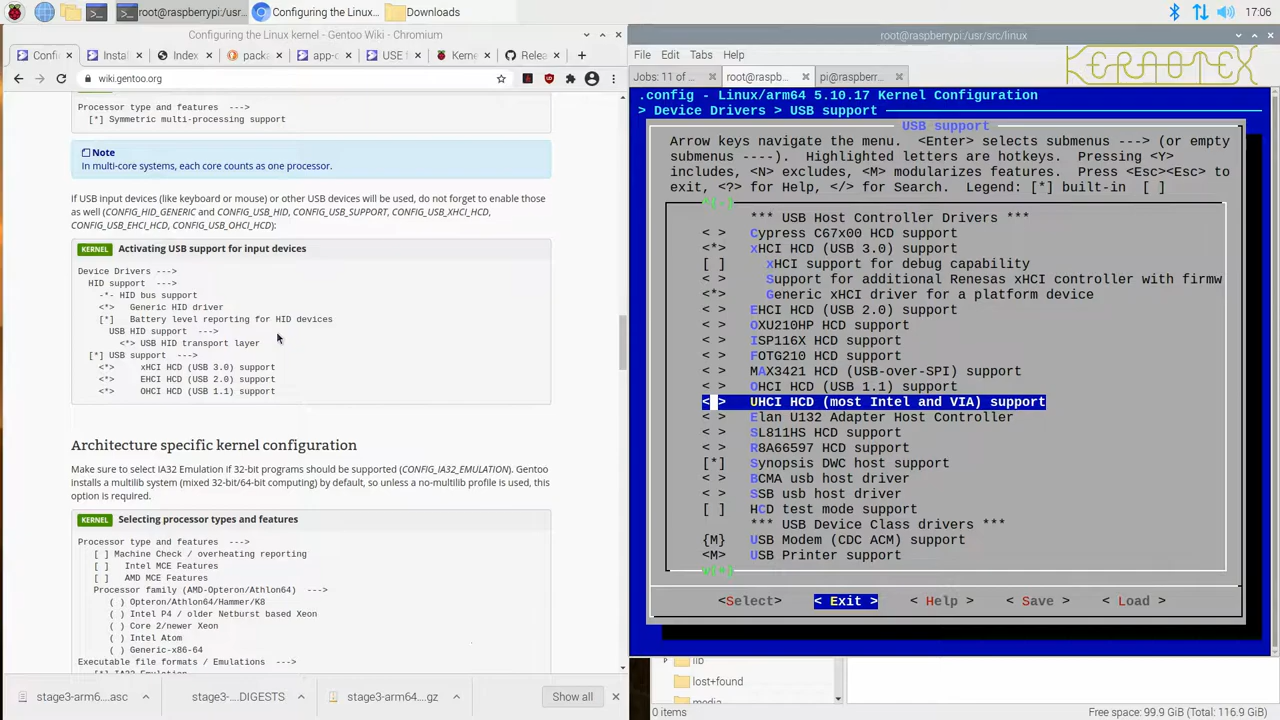 root@raspberrypi:/usr...
Configuring the Linux...
Downloads
17:06
Configuring the Linux kernel - Gentoo Wiki - Chromium
Confi
Insta
Index
packa
app-c
USE f
Kerne
Relea
wiki.gentoo.org
Processor type and features --->
[*] Symmetric multi-processing support
Note
In multi-core systems, each core counts as one processor.
If USB input devices (like keyboard or mouse) or other USB devices will be used, do not forget to enable those
as well (CONFIG_HID_GENERIC and CONFIG_USB_HID, CONFIG_USB_SUPPORT, CONFIG_USB_XHCI_HCD,
CONFIG_USB_EHCI_HCD, CONFIG_USB_OHCI_HCD):
KERNEL Activating USB support for input devices
Device Drivers --->
HID support --->
-*- HID bus support
<*> Generic HID driver
[*] Battery level reporting for HID devices
USB HID support --->
<*> USB HID transport layer
[*] USB support --->
<*> xHCI HCD (USB 3.0) support
<*> EHCI HCD (USB 2.0) support
<*> OHCI HCD (USB 1.1) support
Architecture specific kernel configuration
Make sure to select IA32 Emulation if 32-bit programs should be supported (CONFIG_IA32_EMULATION). Gentoo
installs a multilib system (mixed 32-bit/64-bit computing) by default, so unless a no-multilib profile is used, this
option is required.
KERNEL Selecting processor types and features
Processor type and features --->
[ ] Machine Check / overheating reporting
[ ] Intel MCE Features
[ ] AMD MCE Features
Processor family (AMD-Opteron/Athlon64) --->
( ) Opteron/Athlon64/Hammer/K8
( ) Intel P4 / older Netburst based Xeon
( ) Core 2/newer Xeon
( ) Intel Atom
( ) Generic-x86-64
Executable file formats / Emulations --->
[*] IA32 Emulation
stage3-arm6....asc
stage3-....DIGESTS
stage3-arm64....gz
Show all
root@raspberrypi:/usr/src/linux
File Edit Tabs Help
KEROTEX
Jobs: 11 of ...
root@raspb...
pi@raspberr...
.config - Linux/arm64 5.10.17 Kernel Configuration
> Device Drivers > USB support
USB support
Arrow keys navigate the menu. <Enter> selects submenus ---> (or empty
submenus ----). Highlighted letters are hotkeys. Pressing <Y>
includes, <N> excludes, <M> modularizes features. Press <Esc><Esc> to
exit, <?> for Help, </> for Search. Legend: [*] built-in [ ]
*** USB Host Controller Drivers ***
< > Cypress C67x00 HCD support
<*> xHCI HCD (USB 3.0) support
[ ] xHCI support for debug capability
< > Support for additional Renesas xHCI controller with firmw
<*> Generic xHCI driver for a platform device
< > EHCI HCD (USB 2.0) support
< > OXU210HP HCD support
< > ISP116X HCD support
< > FOTG210 HCD support
< > MAX3421 HCD (USB-over-SPI) support
< > OHCI HCD (USB 1.1) support
< > UHCI HCD (most Intel and VIA) support
< > Elan U132 Adapter Host Controller
< > SL811HS HCD support
< > R8A66597 HCD support
[*] Synopsis DWC host support
< > BCMA usb host driver
< > SSB usb host driver
[ ] HCD test mode support
*** USB Device Class drivers ***
{M} USB Modem (CDC ACM) support
<M> USB Printer support
<Select> < Exit > < Help > < Save > < Load >
lib
lost+found
media
0 items
Free space: 99.9 GiB (Total: 116.9 GiB)